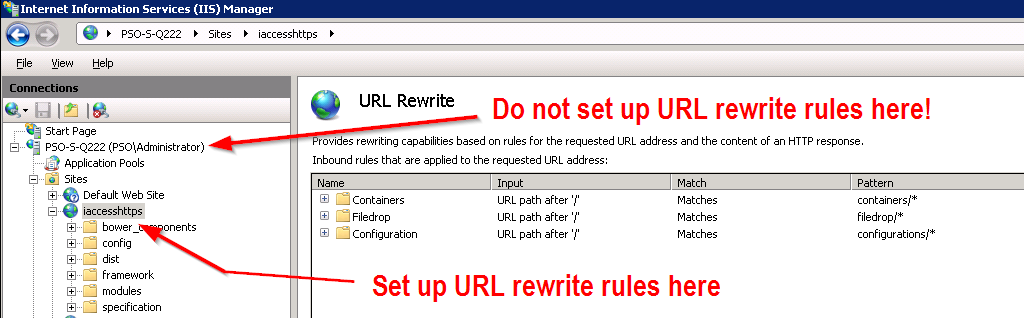 Internet Information Services (IIS) Manager
PSO-S-Q222 Sites iaccesshttps
File View Help
Connections
URL Rewrite
Do not set up URL rewrite rules here!
Start Page
PSO-S-Q222 (PSO\Administrator)
Application Pools
Sites
Default Web Site
iaccesshttps
bower_components
config
dist
framework
modules
specification
Provides rewriting capabilities based on rules for the requested URL address and the content of an HTTP response.
Inbound rules that are applied to the requested URL address:
Name Input Match Pattern
Containers URL path after '/' Matches containers/*
Filedrop URL path after '/' Matches filedrop/*
Configuration URL path after '/' Matches configurations/*
Set up URL rewrite rules here